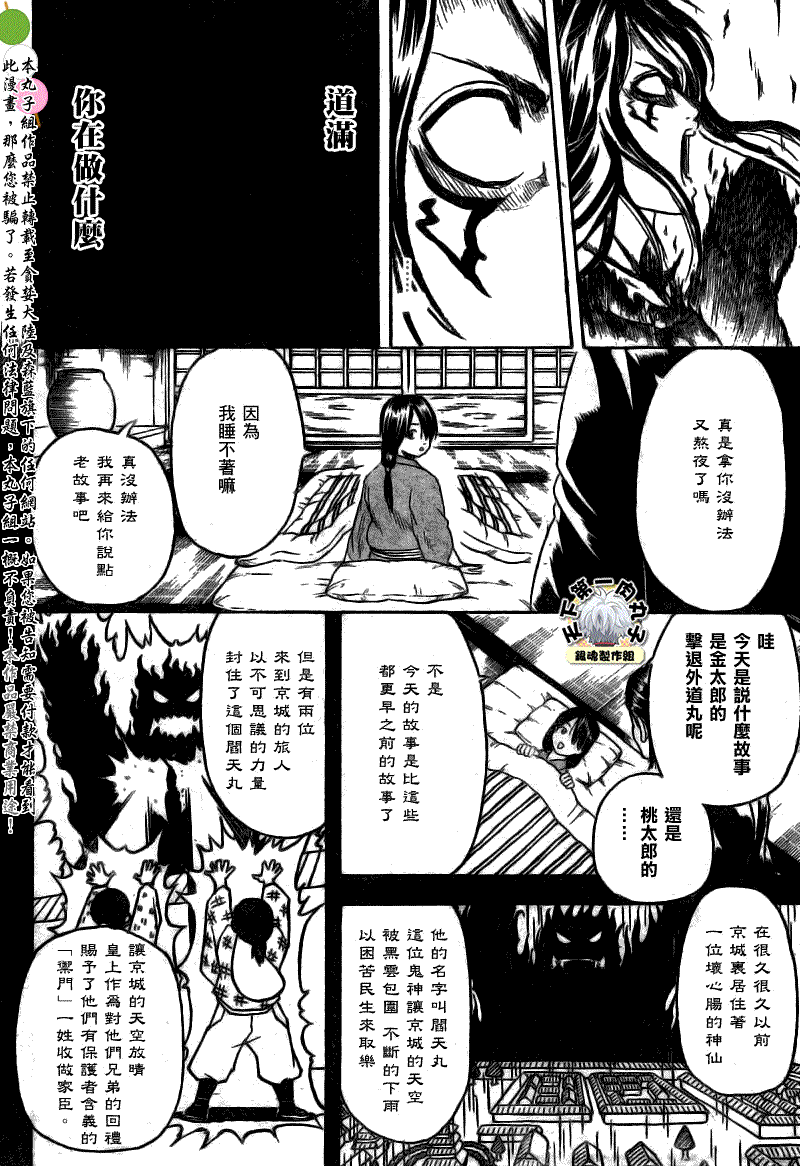 道滿
你在做什麼
……
真是拿你沒辦法
又熬夜了嗎
因為
我睡不著嘛
真沒辦法
我再來給你說點
老故事吧
哇
今天是説什麼故事
是金太郎的
擊退外道丸呢
還是
桃太郎的
……
不是
今天的故事是比這些
都更早之前的故事了
在很久很久以前
京城裏居住著
一位壞心腸的神仙
他的名字叫闇天丸
這位鬼神讓京城的天空
被黑雲包圍 不斷的下雨
以困苦民生來取樂
但是有兩位
來到京城的旅人
以不可思議的力量
封住了這個闇天丸
讓京城的天空放晴
皇上作為對他們兄弟的回禮
賜予了他們有保護者含義的
「禦門」一姓收做家臣。
天下第一肉丸子
銀魂製作組
本丸子組作品禁止轉載至貪婪大陸及森藍旗下的任何網站。如果您被告知需要付款才能看到
此漫畫，那麼您被騙了。若發生任何法律問題，本丸子組一概不負責！本作品嚴禁商業用途！